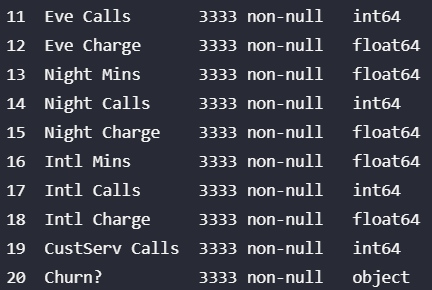 11 Eve Calls 3333 non-null int64
12 Eve Charge 3333 non-null float64
13 Night Mins 3333 non-null float64
14 Night Calls 3333 non-null int64
15 Night Charge 3333 non-null float64
16 Intl Mins 3333 non-null float64
17 Intl Calls 3333 non-null int64
18 Intl Charge 3333 non-null float64
19 CustServ Calls 3333 non-null int64
20 Churn? 3333 non-null object